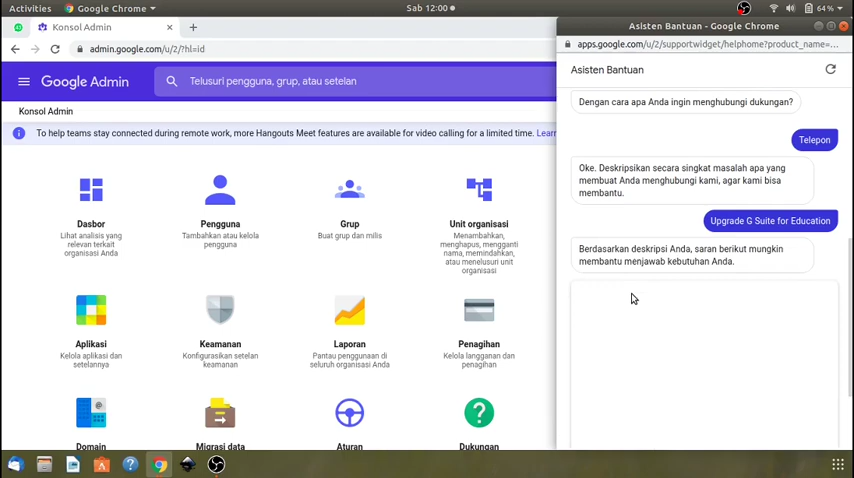 Activities
Google Chrome
Sab 12:00
64 %
Konsol Admin
admin.google.com/u/2/?hl=id
Google Admin
Telusuri pengguna, grup, atau setelan
Konsol Admin
To help teams stay connected during remote work, more Hangouts Meet features are available for video calling for a limited time. Learn
Dasbor
Lihat analisis yang
relevan terkait
organisasi Anda
Pengguna
Tambahkan atau kelola
pengguna
Grup
Buat grup dan milis
Unit organisasi
Menambahkan,
menghapus, mengganti
nama, memindahkan,
atau menelusuri unit
organisasi
Aplikasi
Kelola aplikasi dan
setelannya
Keamanan
Konfigurasikan setelan
keamanan
Laporan
Pantau penggunaan di
seluruh organisasi Anda
Penagihan
Kelola langganan dan
penagihan
Domain
Migrasi data
Aturan
Dukungan
Asisten Bantuan - Google Chrome
apps.google.com/u/2/supportwidget/helphome?product_name=...
Asisten Bantuan
Dengan cara apa Anda ingin menghubungi dukungan?
Telepon
Oke. Deskripsikan secara singkat masalah apa yang
membuat Anda menghubungi kami, agar kami bisa
membantu.
Upgrade G Suite for Education
Berdasarkan deskripsi Anda, saran berikut mungkin
membantu menjawab kebutuhan Anda.